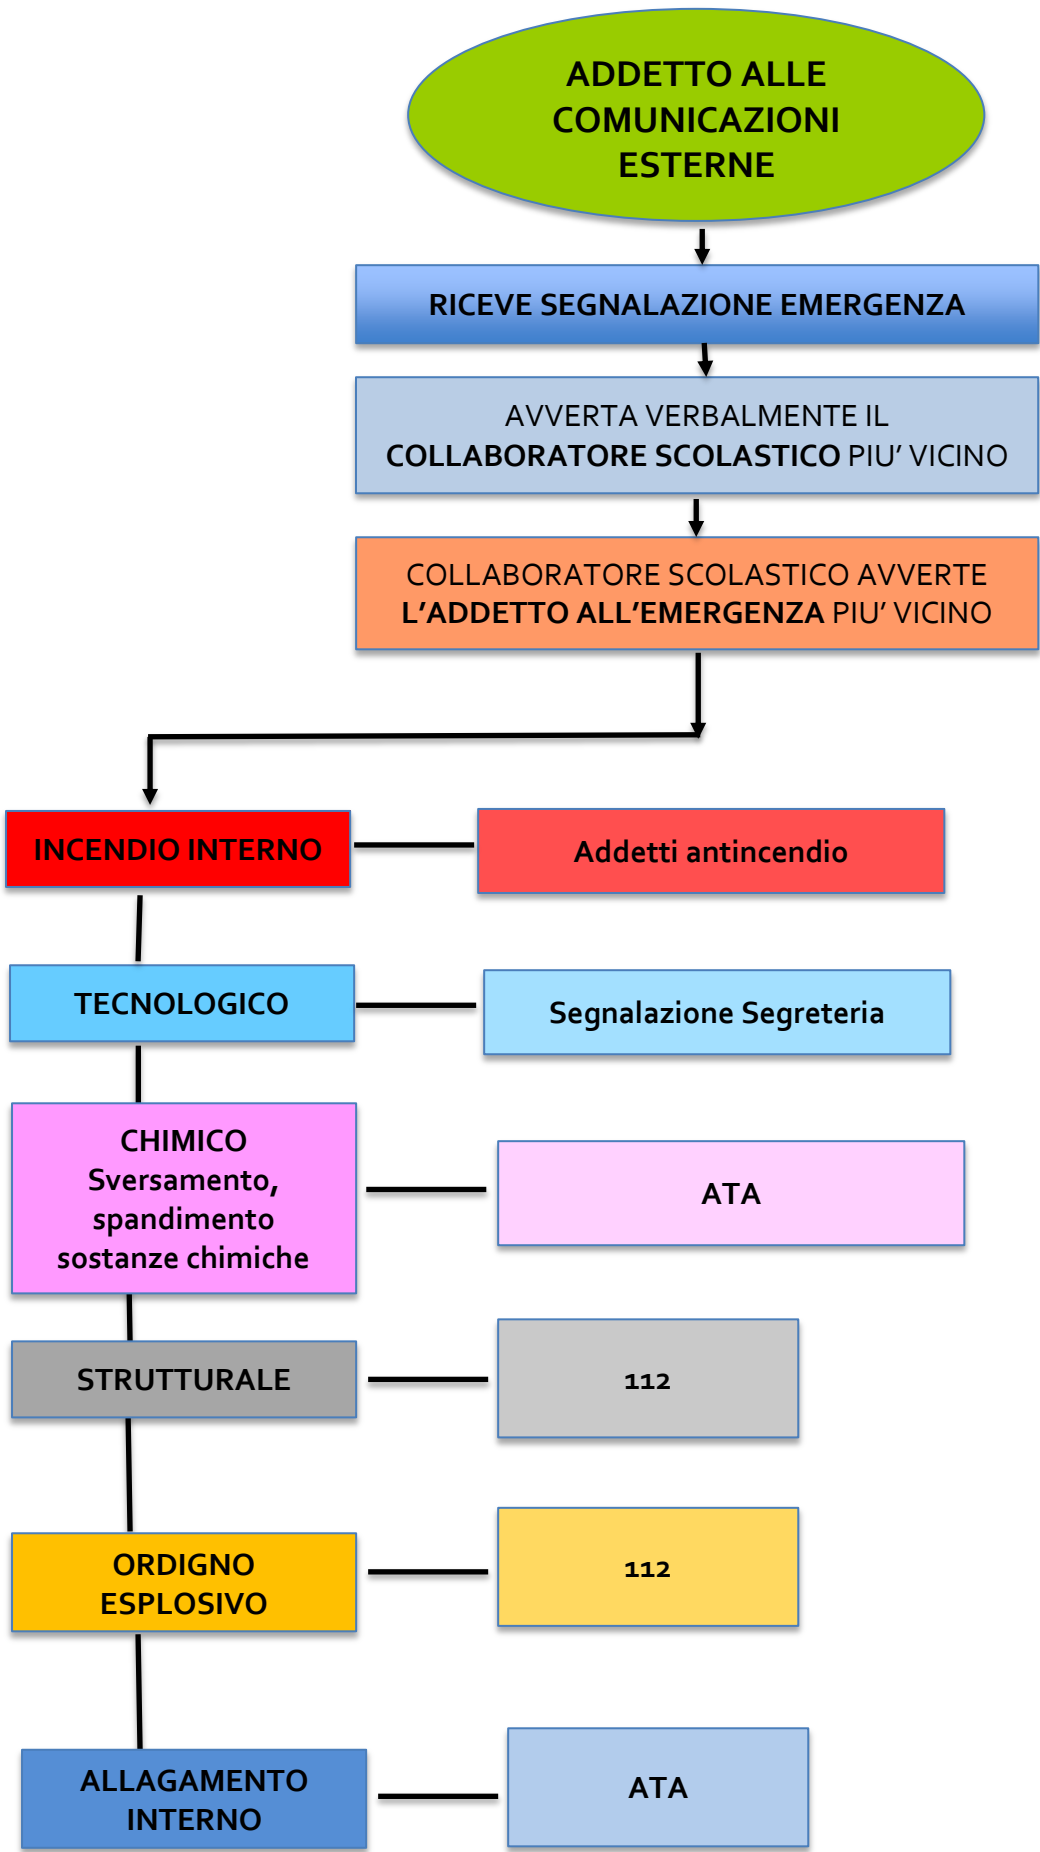 ADDETTO ALLE
COMUNICAZIONI
ESTERNE
RICEVE SEGNALAZIONE EMERGENZA
AVVERTA VERBALMENTE IL
COLLABORATORE SCOLASTICO PIU' VICINO
COLLABORATORE SCOLASTICO AVVERTE
L'ADDETTO ALL'EMERGENZA PIU' VICINO
INCENDIO INTERNO
Addetti antincendio
TECNOLOGICO
Segnalazione Segreteria
CHIMICO
Sversamento,
spandimento
sostanze chimiche
ATA
STRUTTURALE
112
ORDIGNO
ESPLOSIVO
112
ALLAGAMENTO
INTERNO
ATA